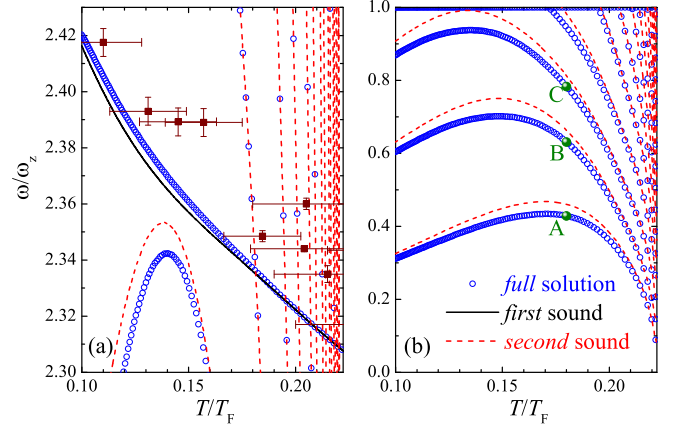 2.42
2.40
2.38
2.36
2.34
2.32
2.30
ω/ω_z
0.10
0.15
0.20
T/T_F
(a)
1.0
0.8
0.6
0.4
0.2
0.0
C
B
A
full solution
first sound
second sound
(b)
0.10
0.15
0.20
T/T_F